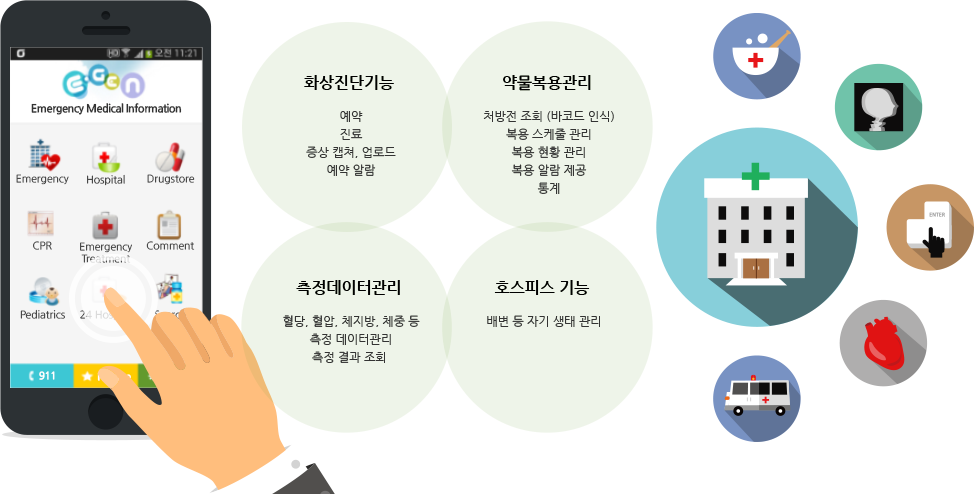 HD 오전 11:21
E-Gen
Emergency Medical Information
Emergency
Hospital
Drugstore
CPR
Emergency
Treatment
Comment
Pediatrics
24
911
화상진단기능
예약
진료
증상 캡쳐, 업로드
예약 알람
약물복용관리
처방전 조회 (바코드 인식)
복용 스케줄 관리
복용 현황 관리
복용 알람 제공
통계
측정데이터관리
혈당, 혈압, 체지방, 체중 등
측정 데이터관리
측정 결과 조회
호스피스 기능
배변 등 자기 생태 관리
ENTER